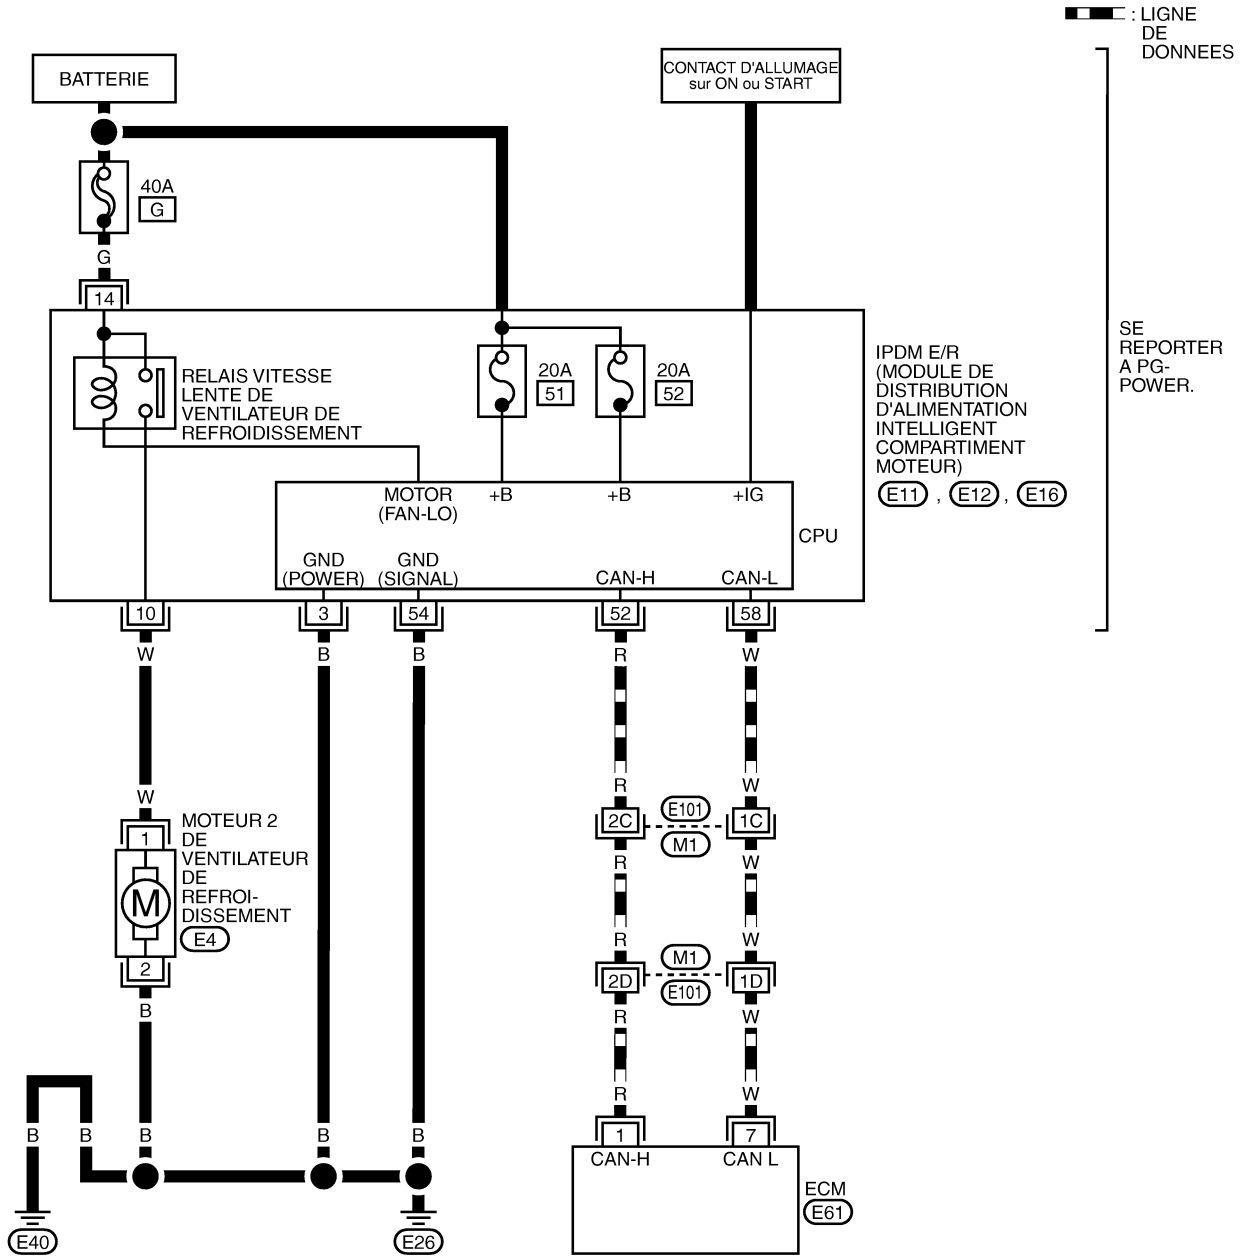 : LIGNE
DE
DONNEES
BATTERIE
CONTACT D'ALLUMAGE
sur ON ou START
40A
G
G
14
RELAIS VITESSE
LENTE DE
VENTILATEUR DE
REFROIDISSEMENT
20A
51
20A
52
IPDM E/R
(MODULE DE
DISTRIBUTION
D'ALIMENTATION
INTELLIGENT
COMPARTIMENT
MOTEUR)
E11 , E12 , E16
SE
REPORTER
A PG-
POWER.
MOTOR
(FAN-LO)
+B
+B
+IG
CPU
GND
(POWER)
GND
(SIGNAL)
CAN-H
CAN-L
10
3
54
52
58
W
B
B
R
W
W
R
W
MOTEUR 2
DE
VENTILATEUR
DE
REFROI-
DISSEMENT
E4
1
M
2
2C
E101
M1
1C
R
W
R
W
2D
M1
E101
1D
B
R
W
R
W
B
B
B
B
B
1
7
CAN-H
CAN L
ECM
E61
E40
E26